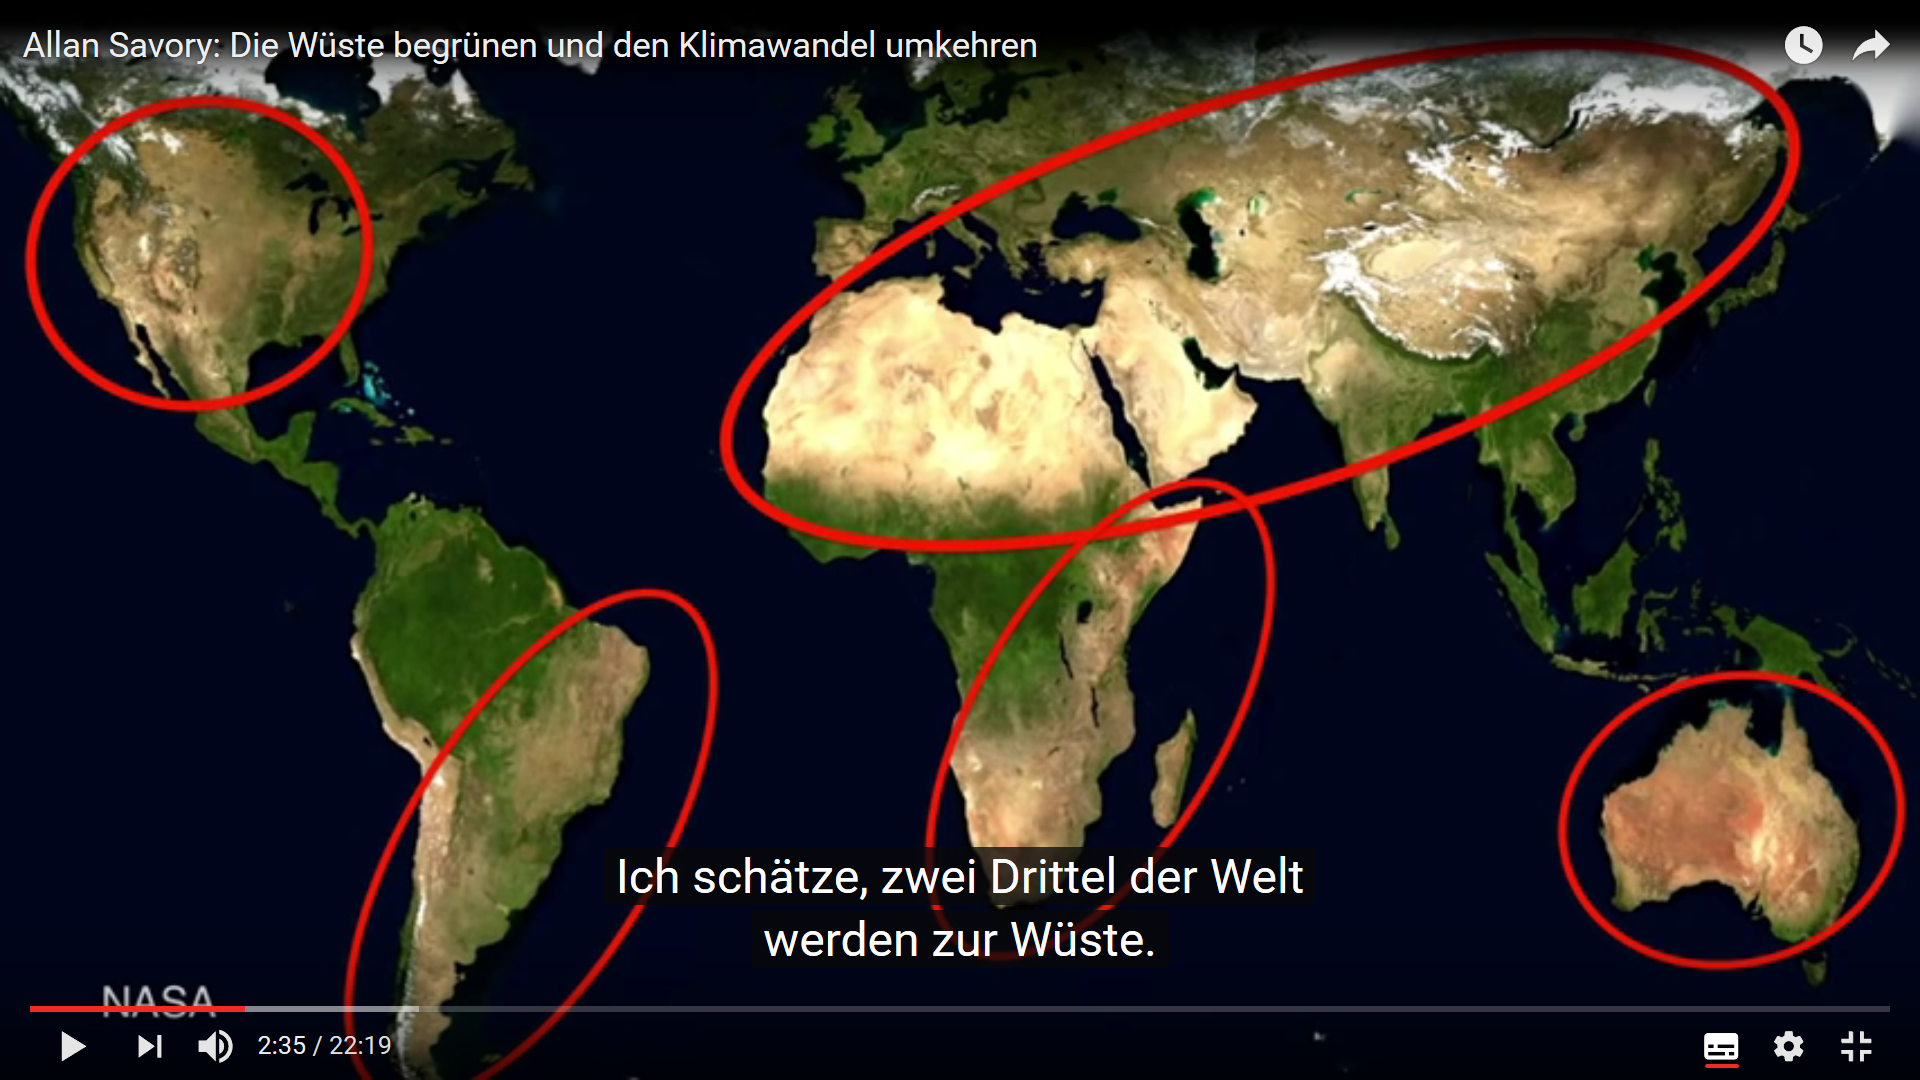 Allan Savory: Die Wüste begrünen und den Klimawandel umkehren
Ich schätze, zwei Drittel der Welt
werden zur Wüste.
NASA
2:35 / 22:19